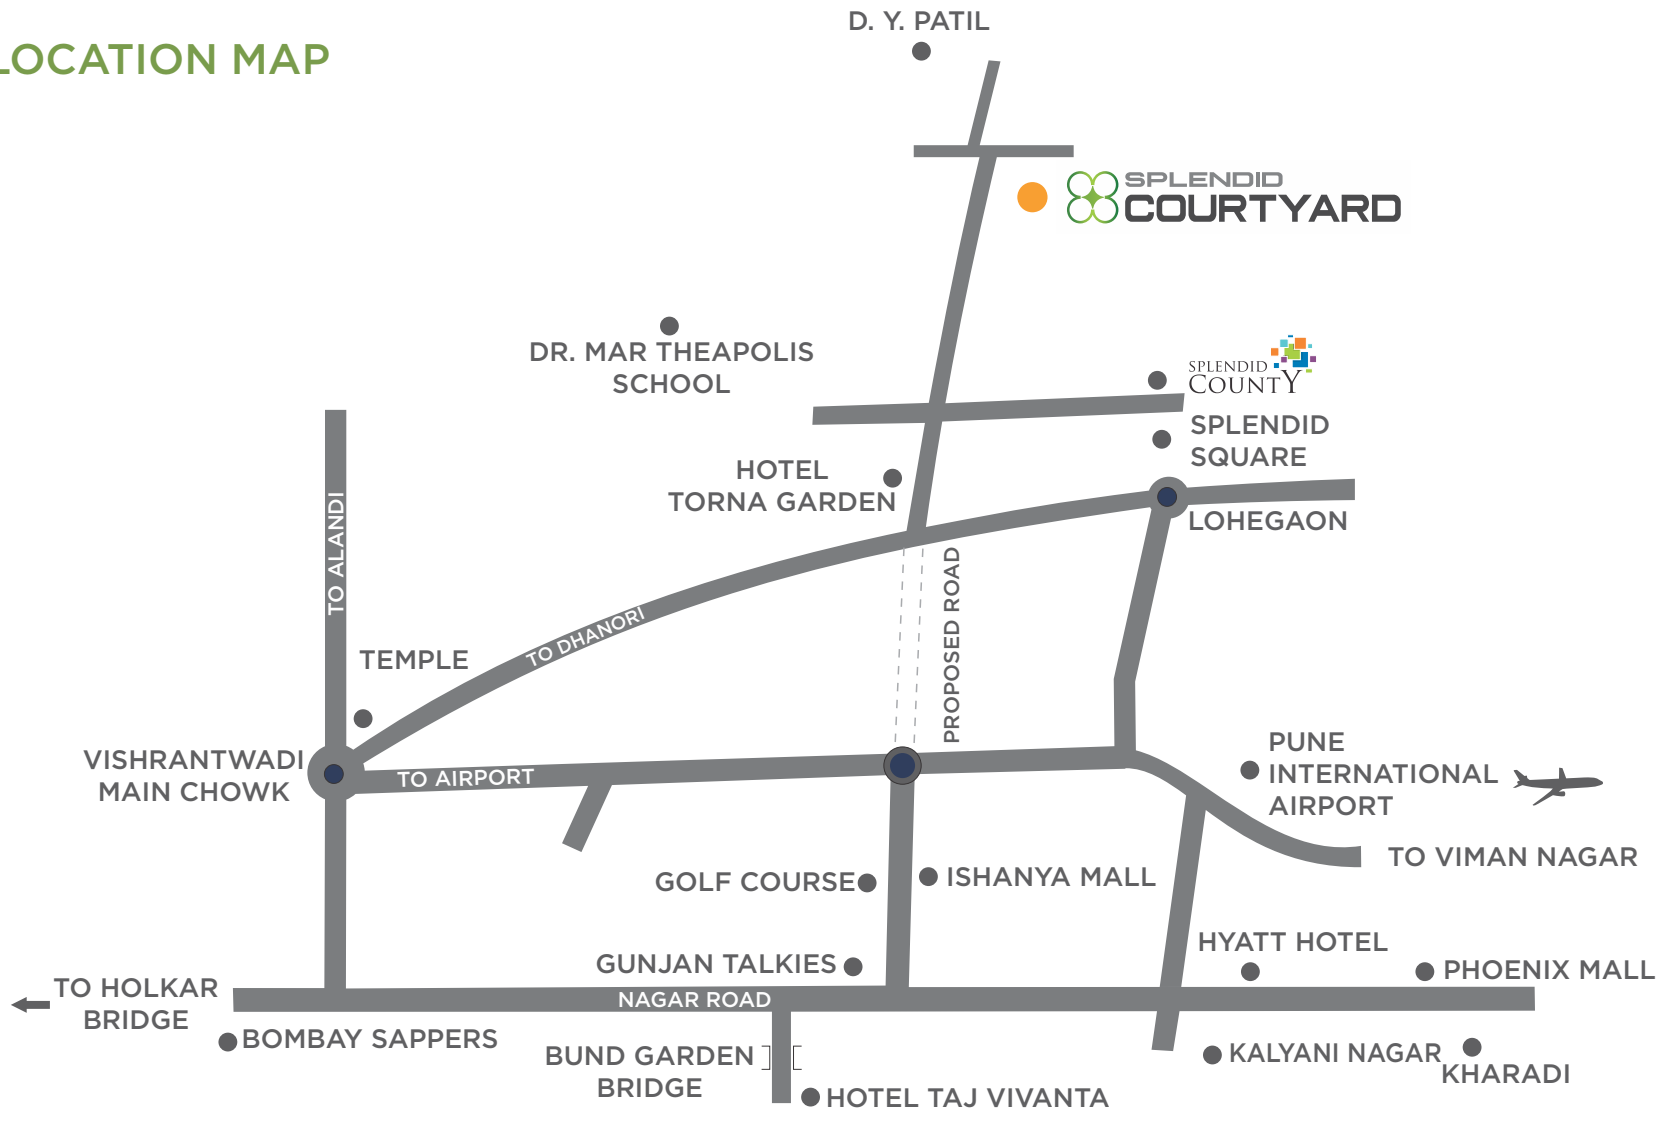 LOCATION MAP
D. Y. PATIL
SPLENDID
COURTYARD
DR. MAR THEAPOLIS
SCHOOL
SPLENDID
COUNTY
SPLENDID
SQUARE
HOTEL
TORNA GARDEN
LOHEGAON
TO ALANDI
TO DHANORI
PROPOSED ROAD
TEMPLE
VISHRANTWADI
MAIN CHOWK
TO AIRPORT
PUNE
INTERNATIONAL
AIRPORT
TO VIMAN NAGAR
GOLF COURSE
ISHANYA MALL
HYATT HOTEL
GUNJAN TALKIES
PHOENIX MALL
TO HOLKAR
BRIDGE
NAGAR ROAD
BOMBAY SAPPERS
BUND GARDEN
BRIDGE
KALYANI NAGAR
KHARADI
HOTEL TAJ VIVANTA